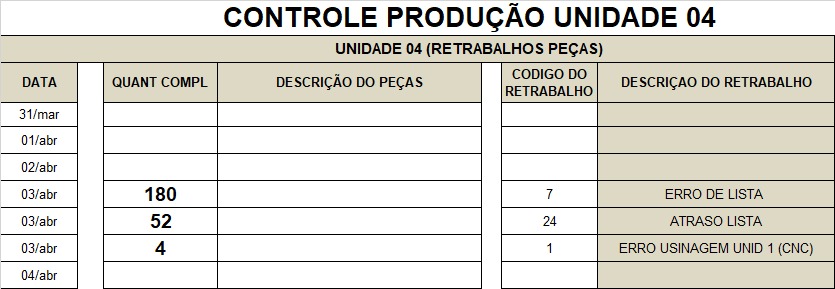 CONTROLE PRODUÇÃO UNIDADE 04
UNIDADE 04 (RETRABALHOS PEÇAS)
DATA QUANT COMPL DESCRIÇÃO DO PEÇAS CODIGO DO RETRABALHO DESCRIÇAO DO RETRABALHO
31/mar
01/abr
02/abr
03/abr 180 7 ERRO DE LISTA
03/abr 52 24 ATRASO LISTA
03/abr 4 1 ERRO USINAGEM UNID 1 (CNC)
04/abr